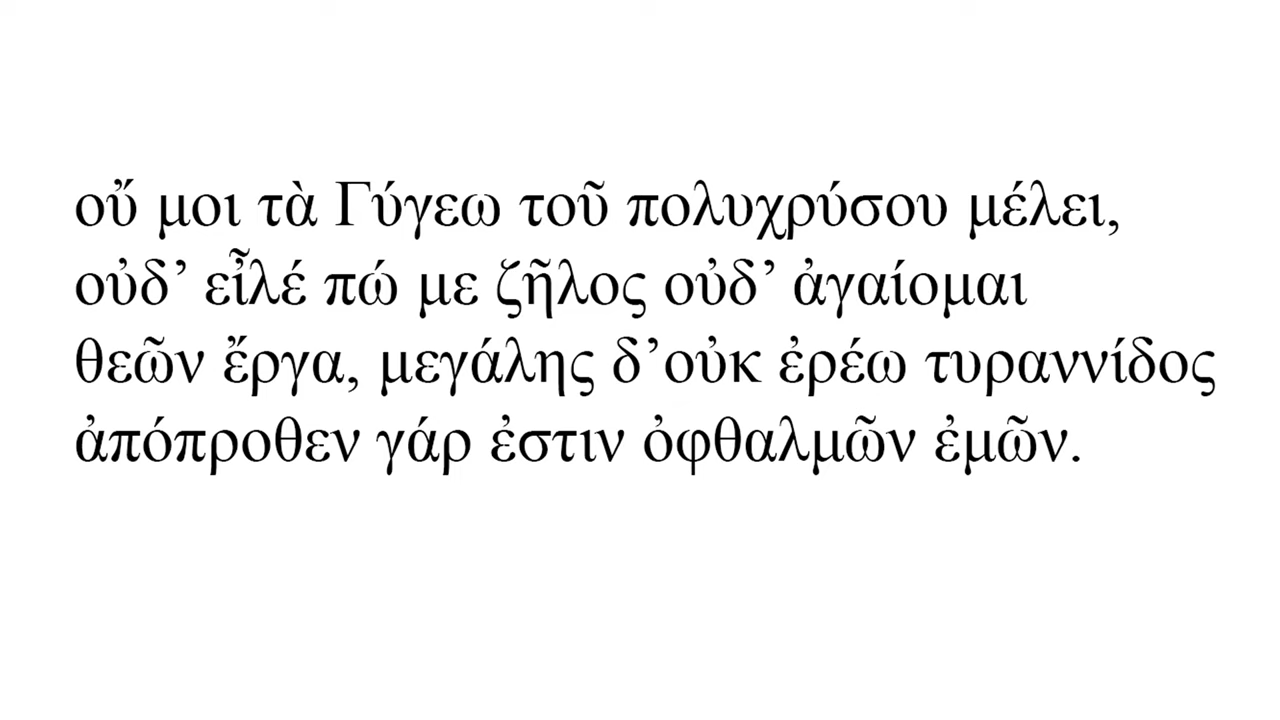 οὔ μοι τὰ Γύγεω τοῦ πολυχρύσου μέλει,
οὐδ’ εἷλέ πώ με ζῆλος οὐδ’ ἀγαίομαι
θεῶν ἔργα, μεγάλης δ’οὐκ ἐρέω τυραννίδος
ἀπόπροθεν γάρ ἐστιν ὀφθαλμῶν ἐμῶν.